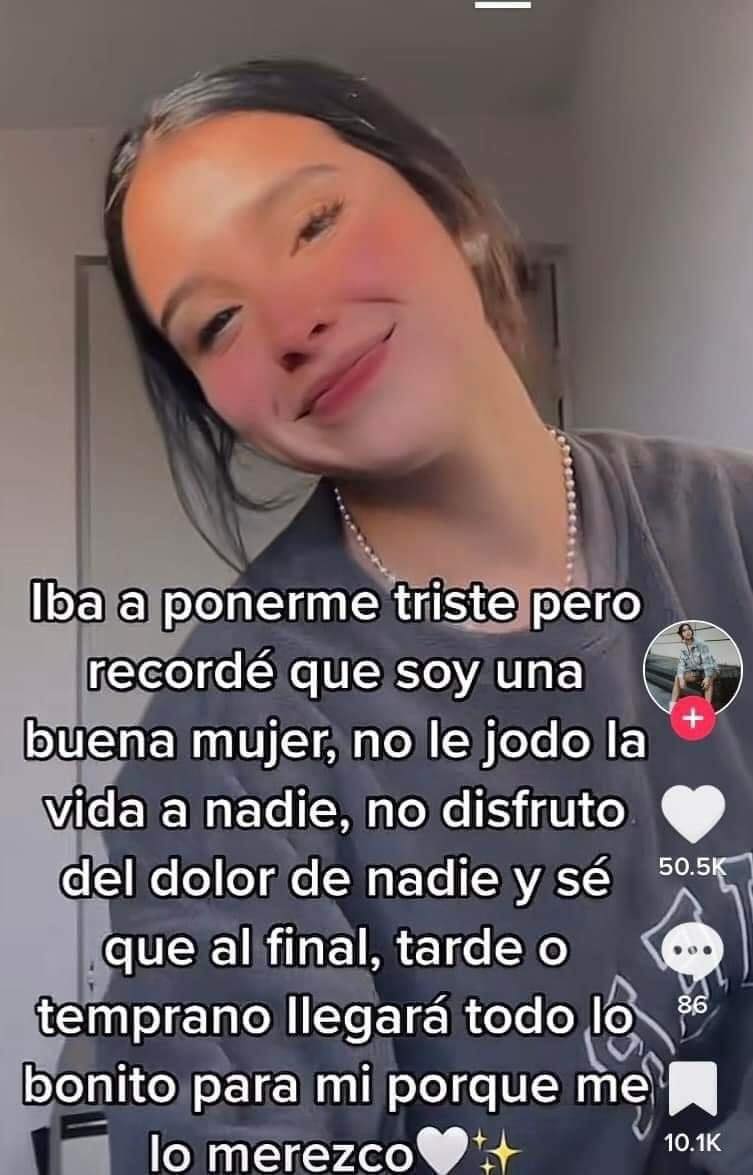 Iba a ponerme triste pero
recordé que soy una
buena mujer, no le jodo la
vida a nadie, no disfruto
del dolor de nadie y sé
que al final, tarde o
temprano llegará todo lo
bonito para mi porque me
lo merezco🤍✨
50.5K
86
10.1K